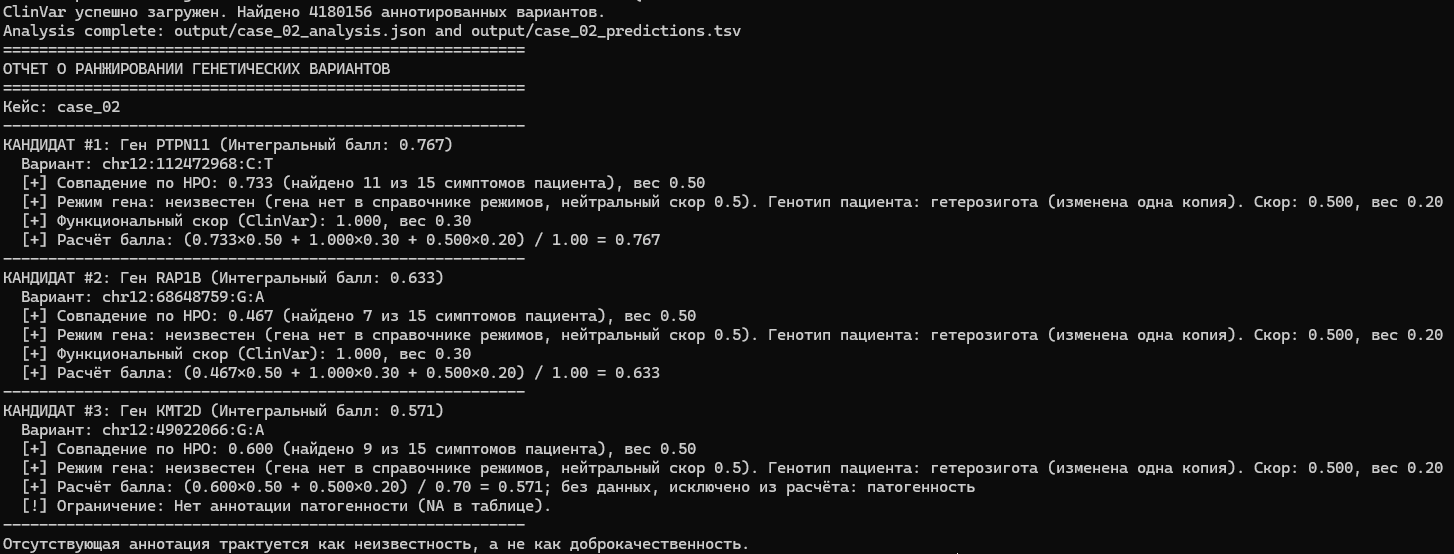 ClinVar успешно загружен. Найдено 4180156 аннотированных вариантов.
Analysis complete: output/case_02_analysis.json and output/case_02_predictions.tsv
==========================================================
ОТЧЕТ О РАНЖИРОВАНИИ ГЕНЕТИЧЕСКИХ ВАРИАНТОВ
==========================================================
Кейс: case_02
----------------------------------------------------------
КАНДИДАТ #1: Ген PTPN11 (Интегральный балл: 0.767)
  Вариант: chr12:112472968:C:T
  [+] Совпадение по HPO: 0.733 (найдено 11 из 15 симптомов пациента), вес 0.50
  [+] Режим гена: неизвестен (гена нет в справочнике режимов, нейтральный скор 0.5). Генотип пациента: гетерозигота (изменена одна копия). Скор: 0.500, вес 0.20
  [+] Функциональный скор (ClinVar): 1.000, вес 0.30
  [+] Расчёт балла: (0.733×0.50 + 1.000×0.30 + 0.500×0.20) / 1.00 = 0.767
----------------------------------------------------------
КАНДИДАТ #2: Ген RAP1B (Интегральный балл: 0.633)
  Вариант: chr12:68648759:G:A
  [+] Совпадение по HPO: 0.467 (найдено 7 из 15 симптомов пациента), вес 0.50
  [+] Режим гена: неизвестен (гена нет в справочнике режимов, нейтральный скор 0.5). Генотип пациента: гетерозигота (изменена одна копия). Скор: 0.500, вес 0.20
  [+] Функциональный скор (ClinVar): 1.000, вес 0.30
  [+] Расчёт балла: (0.467×0.50 + 1.000×0.30 + 0.500×0.20) / 1.00 = 0.633
----------------------------------------------------------
КАНДИДАТ #3: Ген KMT2D (Интегральный балл: 0.571)
  Вариант: chr12:49022066:G:A
  [+] Совпадение по HPO: 0.600 (найдено 9 из 15 симптомов пациента), вес 0.50
  [+] Режим гена: неизвестен (гена нет в справочнике режимов, нейтральный скор 0.5). Генотип пациента: гетерозигота (изменена одна копия). Скор: 0.500, вес 0.20
  [+] Расчёт балла: (0.600×0.50 + 0.500×0.20) / 0.70 = 0.571; без данных, исключено из расчёта: патогенность
  [!] Ограничение: Нет аннотации патогенности (NA в таблице).
----------------------------------------------------------
Отсутствующая аннотация трактуется как неизвестность, а не как доброкачественность.